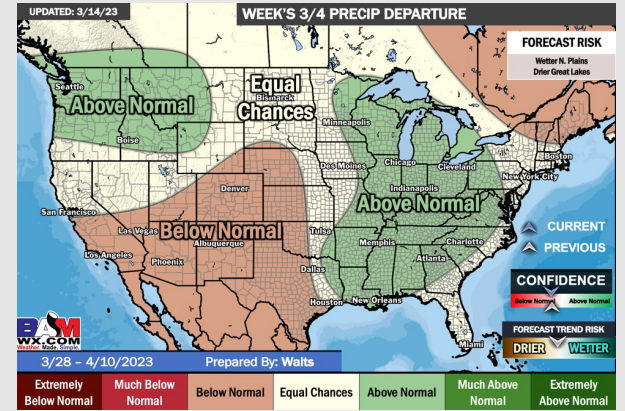 UPDATED: 3/14/23
WEEK'S 3/4 PRECIP DEPARTURE
FORECAST RISK
Wetter N. Plains
Drier Great Lakes
Seattle
Above Normal
Boise
Equal
Bismarck
Chances
Minneapolis
Des Moines
Chicago
Cleveland
Boston
New York City
Indianapolis
Above Normal
Denver
San Francisco
Las Vegas
Below Normal
Albuquerque
Tulsa
Memphis
Charlotte
Los Angeles
Phoenix
Atlanta
Dallas
Houston
New Orleans
Miami
CURRENT
PREVIOUS
CONFIDENCE
Below Normal
Above Normal
FORECAST TREND RISK
DRIER
WETTER
BAM
WX.COM
Weather. Made. Simple.
3/28 – 4/10/2023
Prepared By: Walts
Extremely
Below Normal
Much Below
Normal
Below Normal
Equal Chances
Above Normal
Much Above
Normal
Extremely
Above Normal